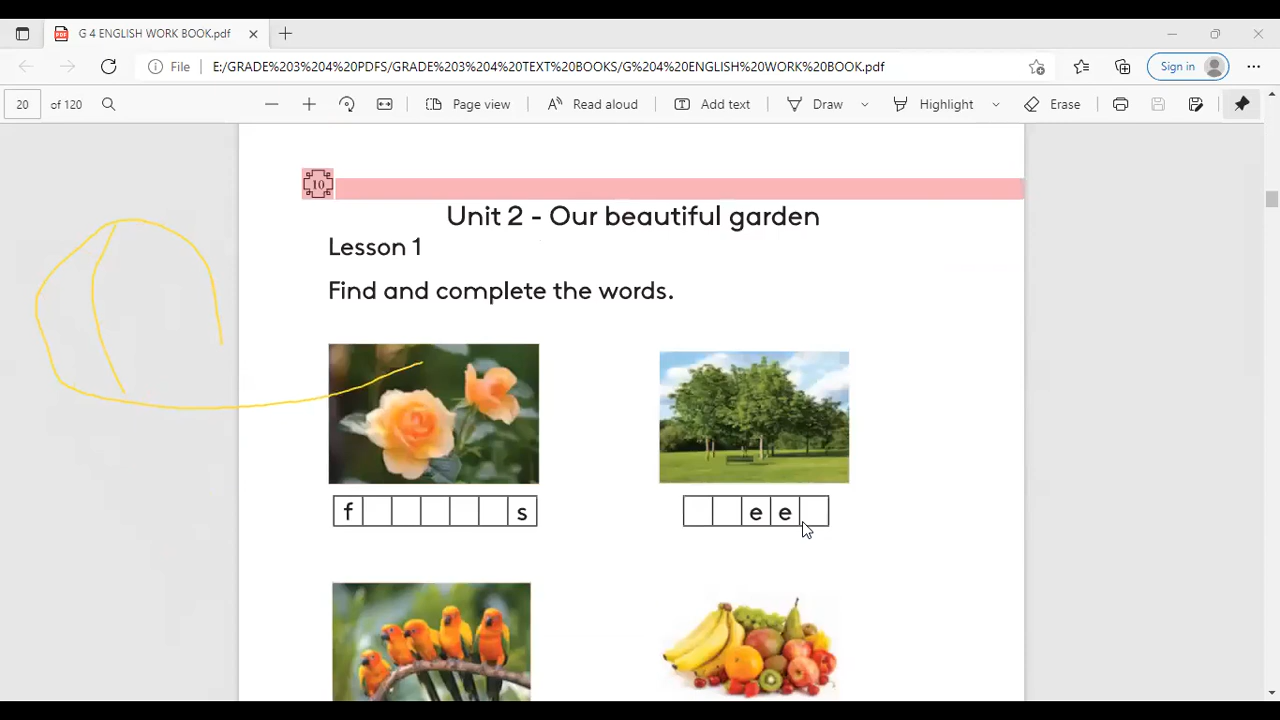 G 4 ENGLISH WORK BOOK.pdf
File E:/GRADE%203%204%20PDFS/GRADE%203%204%20TEXT%20BOOKS/G%204%20ENGLISH%20WORK%20BOOK.pdf Sign in
20 of 120 Page view Read aloud Add text Draw Highlight Erase
10
Unit 2 - Our beautiful garden
Lesson 1
Find and complete the words.
f s
e e